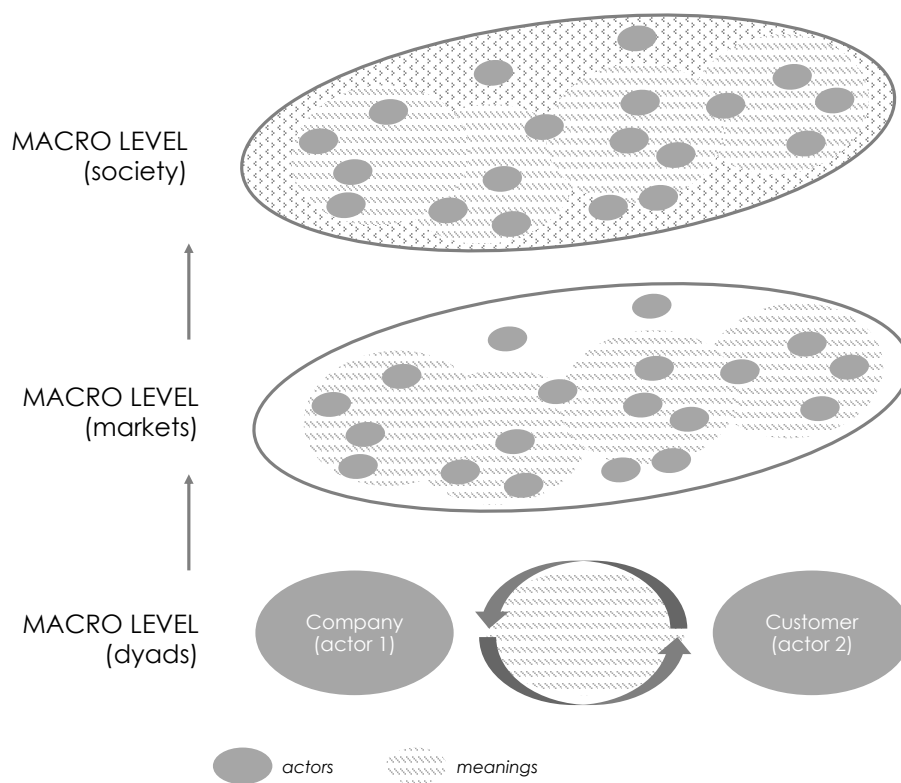 MACRO LEVEL
(society)
MACRO LEVEL
(markets)
MACRO LEVEL
(dyads)
Company
(actor 1)
Customer
(actor 2)
actors
meanings